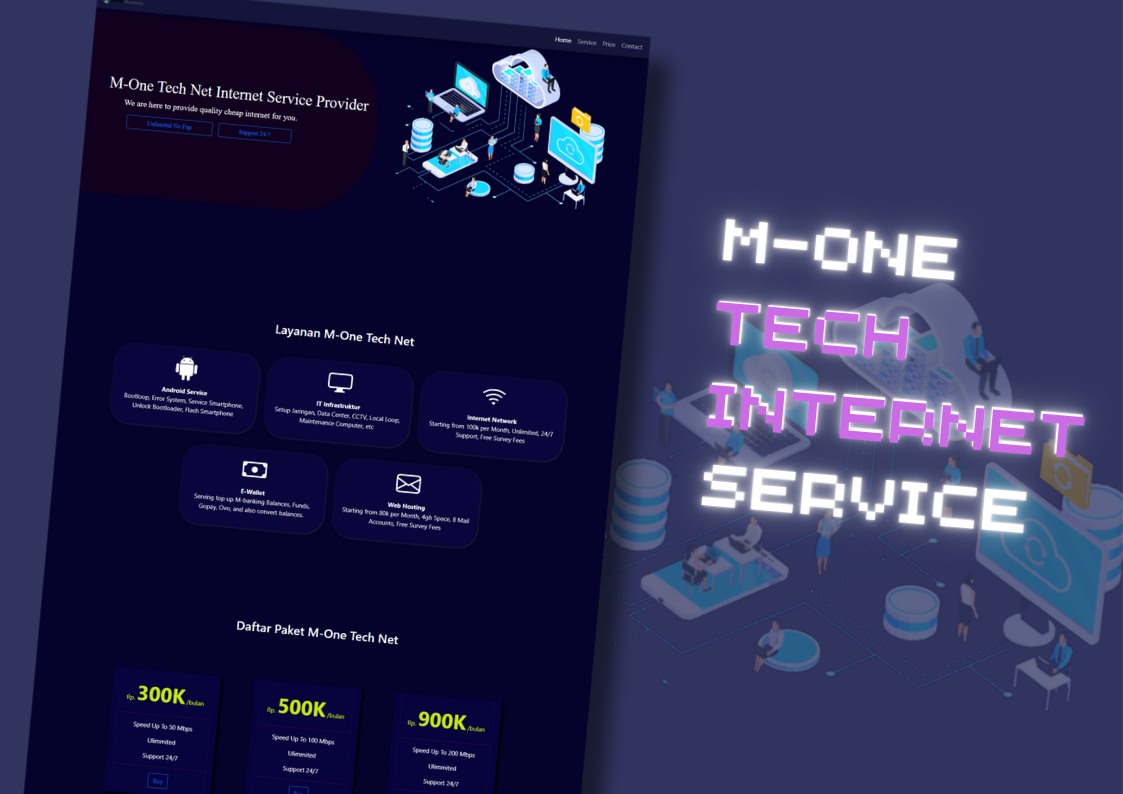 Home Service Price Contact
M-One Tech Net Internet Service Provider
We are here to provide quality cheap internet for you.
Unlimited No Fup
Support 24/7
Layanan M-One Tech Net
Android Service
Bootloop, Error System, Service Smartphone,
Unlock Bootloader, Flash Smartphone
IT Infrastruktur
Setup Jaringan, Data Center, CCTV, Local Loop,
Maintenance Computer, etc
Internet Network
Starting from 100k per Month, Unlimited, 24/7
Support, Free Survey Fees
E-Wallet
Serving top up M-banking Balances, Funds,
Gopay, Ovo, and also convert balances.
Web Hosting
Starting from 80k per Month, 4gb Space, 8 Mail
Accounts, Free Survey Fees
Daftar Paket M-One Tech Net
Rp. 300K /bulan
Speed Up To 50 Mbps
Ulimmited
Support 24/7
Buy
Rp. 500K /bulan
Speed Up To 100 Mbps
Ulimmited
Support 24/7
Rp. 900K /bulan
Speed Up To 200 Mbps
Ulimmited
Support 24/7
M-ONE
TECH
INTERNET
SERVICE